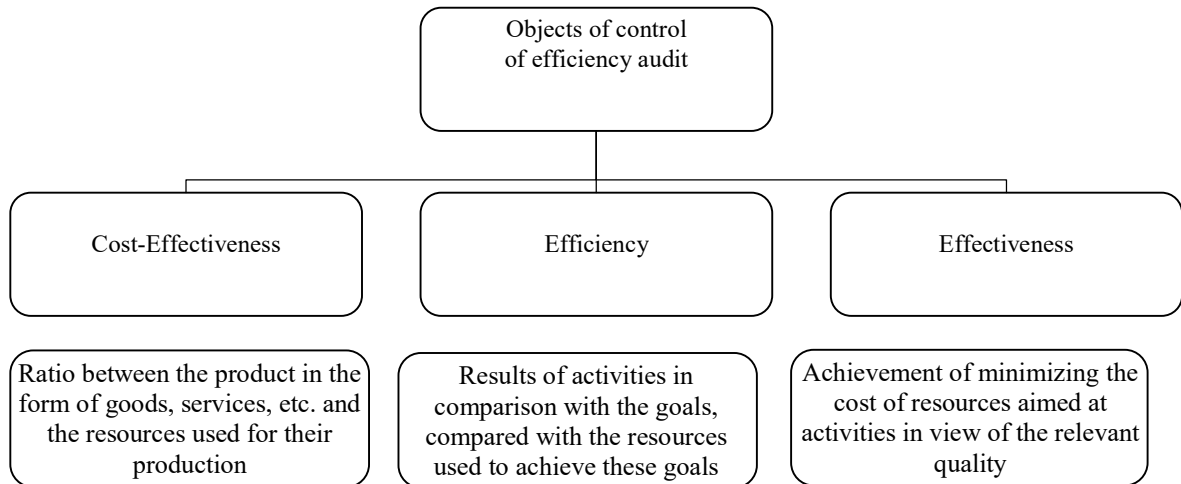 Objects of control
of efficiency audit
Cost-Effectiveness
Efficiency
Effectiveness
Ratio between the product in the
form of goods, services, etc. and
the resources used for their
production
Results of activities in
comparison with the goals,
compared with the resources
used to achieve these goals
Achievement of minimizing the
cost of resources aimed at
activities in view of the relevant
quality